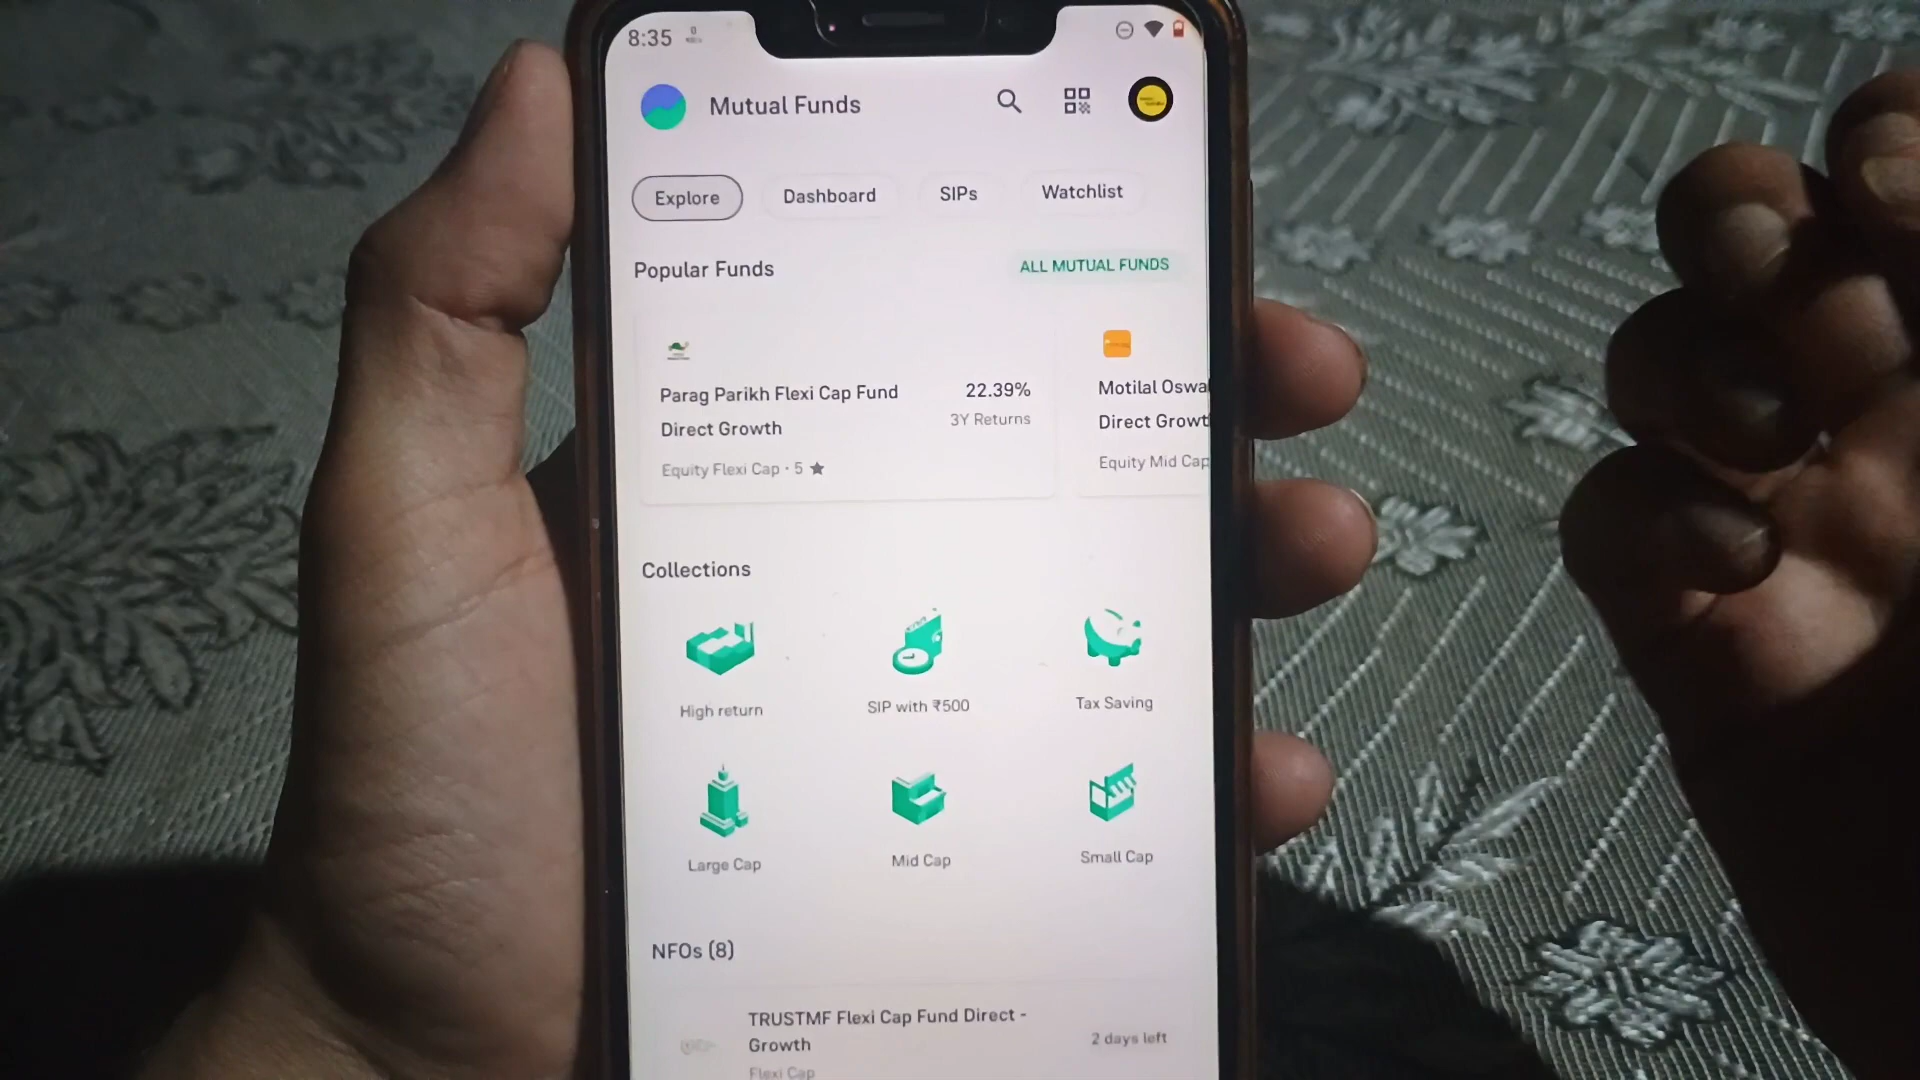 8:35
Mutual Funds
Explore
Dashboard
SIPs
Watchlist
Popular Funds
ALL MUTUAL FUNDS
Parag Parikh Flexi Cap Fund
Direct Growth
22.39%
3Y Returns
Equity Flexi Cap · 5 ★
Motilal Oswa
Direct Growt
Equity Mid Cap
Collections
High return
SIP with ₹500
Tax Saving
Large Cap
Mid Cap
Small Cap
NFOs (8)
TRUSTMF Flexi Cap Fund Direct -
Growth
2 days left
Flexi Cap